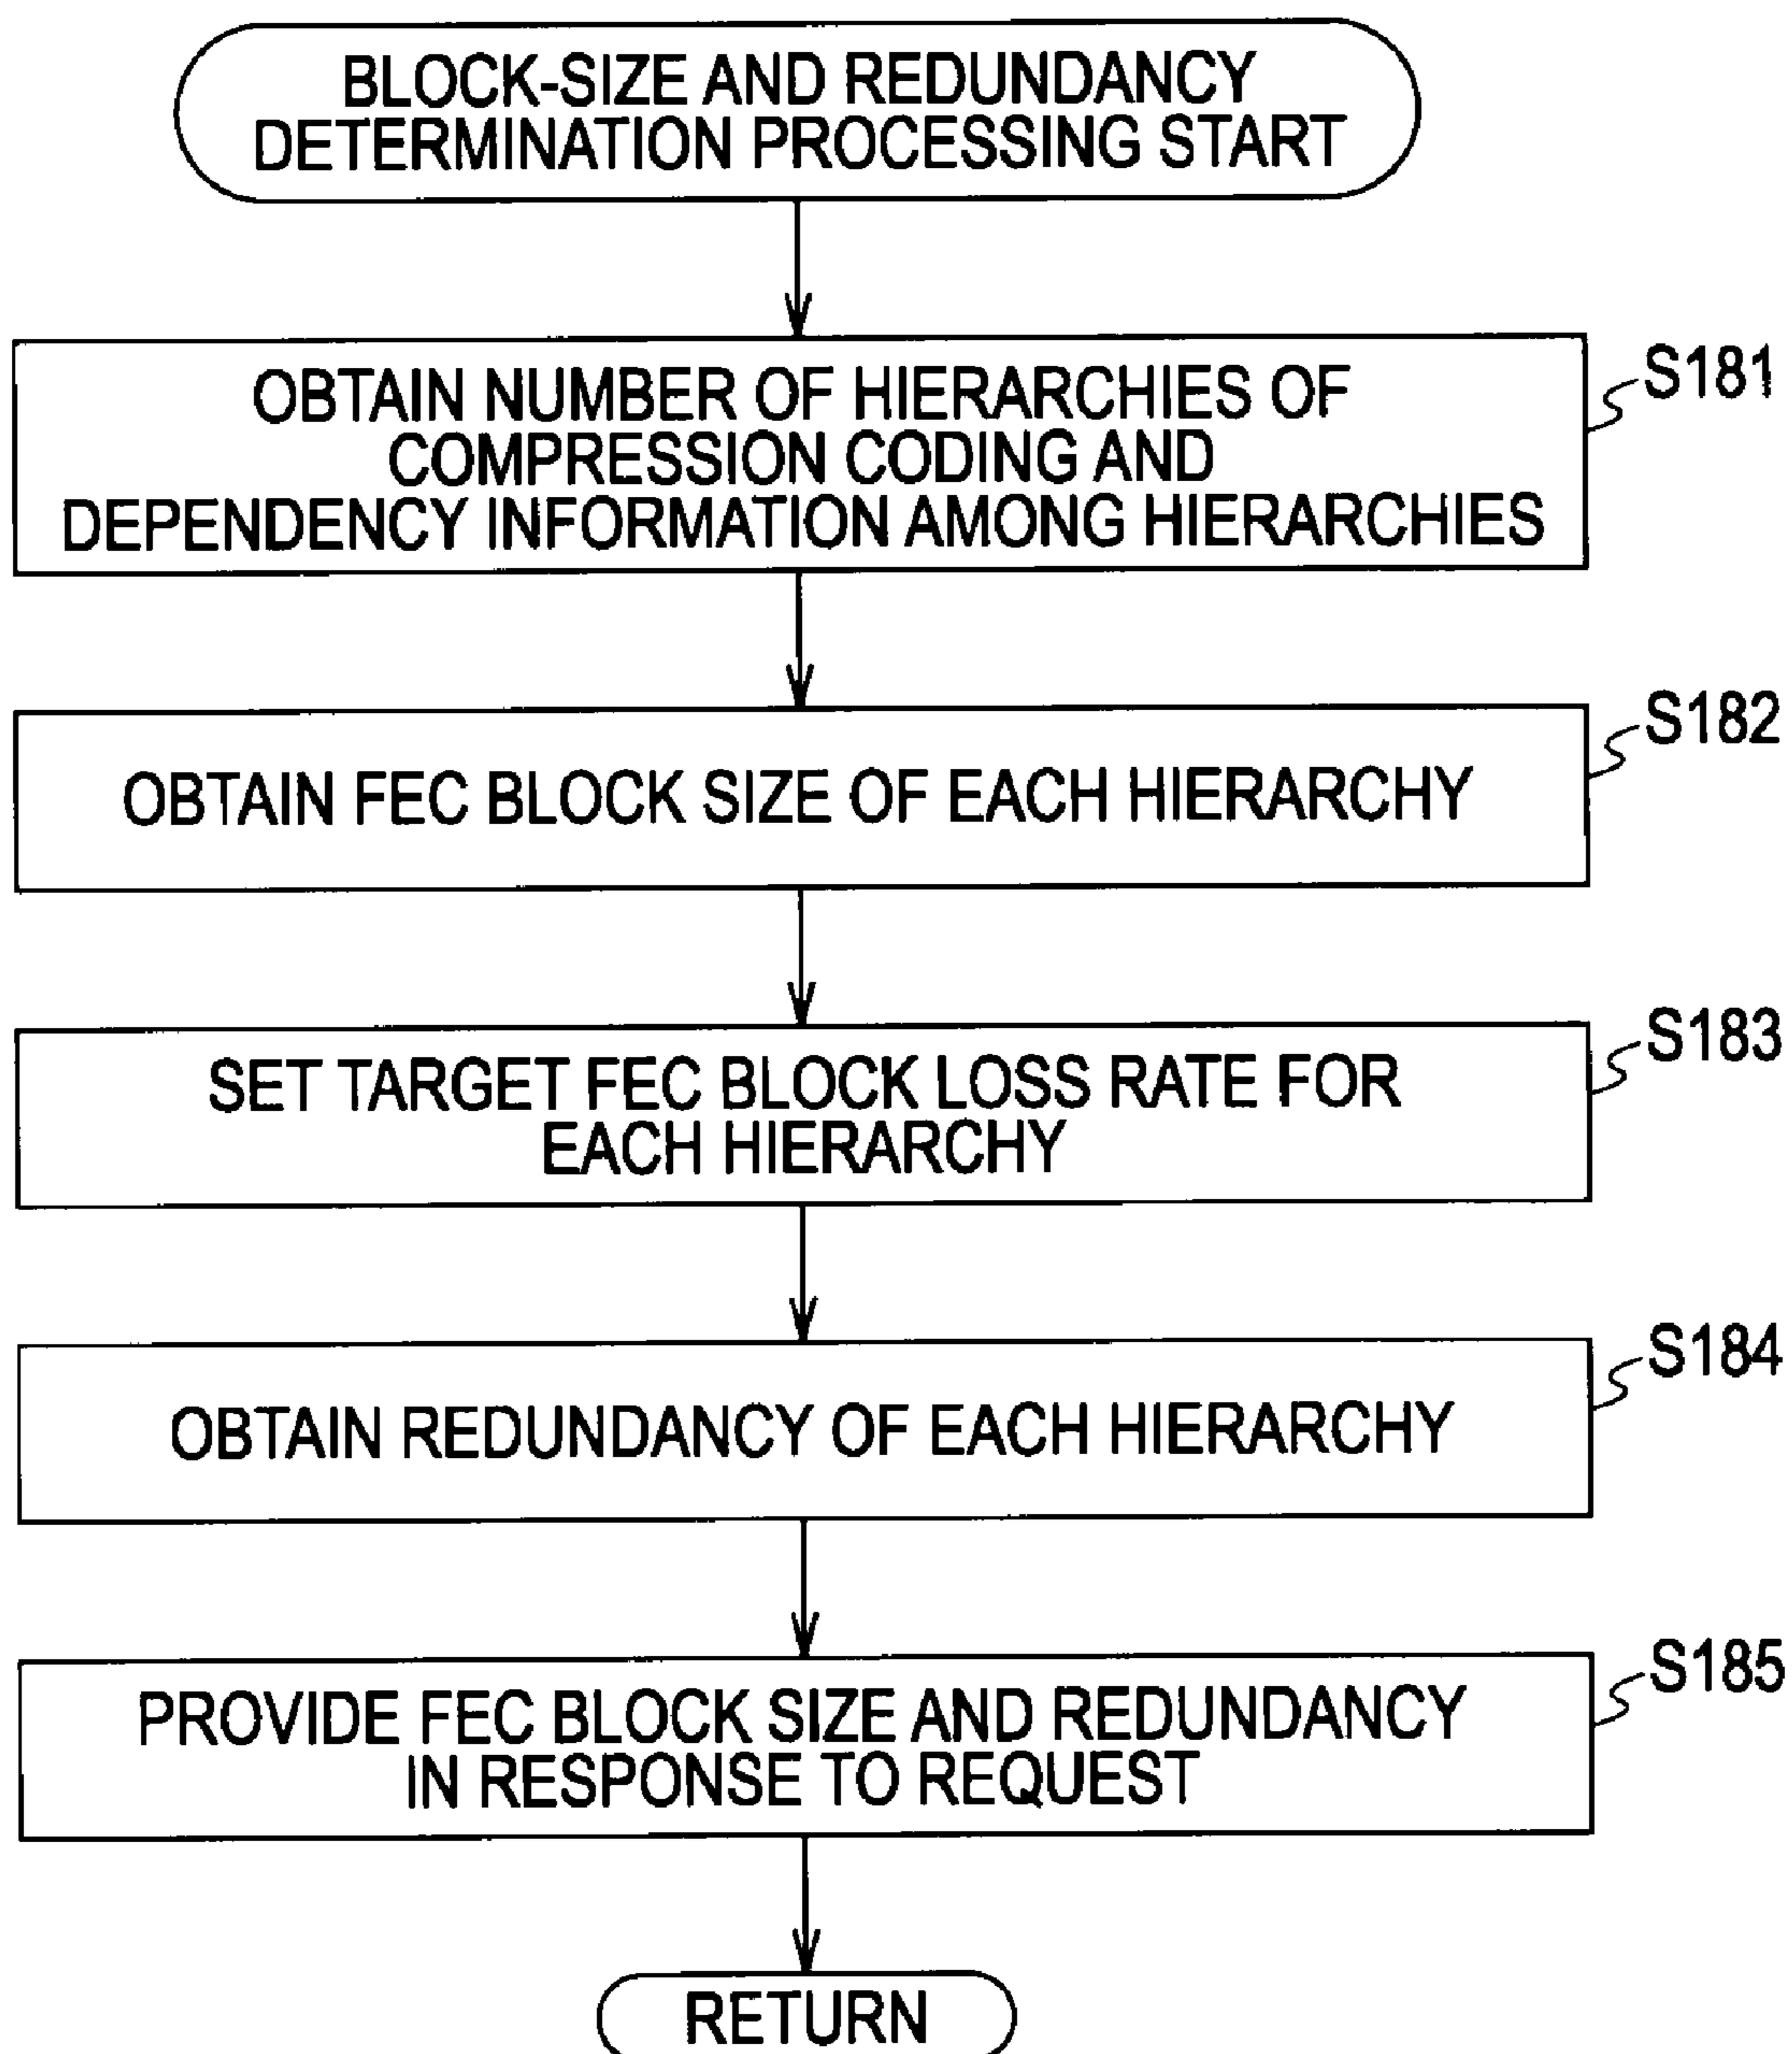 BLOCK-SIZE AND REDUNDANCY
DETERMINATION PROCESSING START
S181
OBTAIN NUMBER OF HIERARCHIES OF
COMPRESSION CODING AND
DEPENDENCY INFORMATION AMONG HIERARCHIES
S182
OBTAIN FEC BLOCK SIZE OF EACH HIERARCHY
S183
SET TARGET FEC BLOCK LOSS RATE FOR
EACH HIERARCHY
S184
OBTAIN REDUNDANCY OF EACH HIERARCHY
S185
PROVIDE FEC BLOCK SIZE AND REDUNDANCY
IN RESPONSE TO REQUEST
RETURN